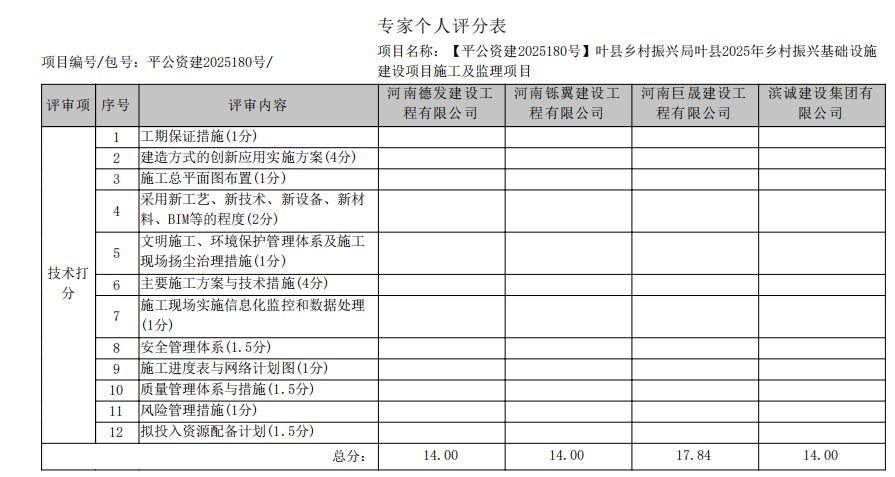 专家个人评分表
项目编号/包号：平公资建2025180号/
项目名称：【平公资建2025180号】叶县乡村振兴局叶县2025年乡村振兴基础设施
建设项目施工及监理项目
评审项 序号 评审内容 河南德发建设工 河南铄翼建设工 河南巨晟建设工 滨诚建设集团有
程有限公司 程有限公司 程有限公司 限公司
1 工期保证措施(1分)
2 建造方式的创新应用实施方案(4分)
3 施工总平面图布置(1分)
4 采用新工艺、新技术、新设备、新材
料、BIM等的程度(2分)
5 文明施工、环境保护管理体系及施工
现场扬尘治理措施(1分)
技术打
分
6 主要施工方案与技术措施(4分)
7 施工现场实施信息化监控和数据处理
(1分)
8 安全管理体系(1.5分)
9 施工进度表与网络计划图(1分)
10 质量管理体系与措施(1.5分)
11 风险管理措施(1分)
12 拟投入资源配备计划(1.5分)
总分： 14.00 14.00 17.84 14.00